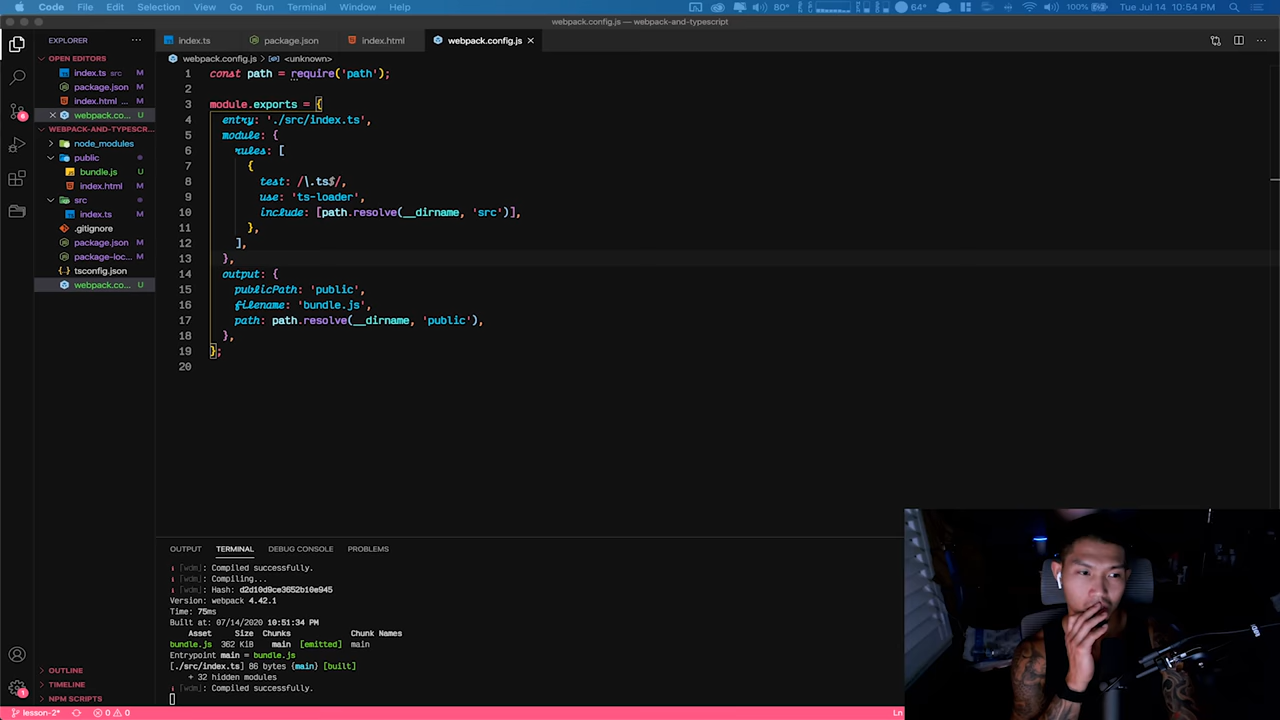 Code File Edit Selection View Go Run Terminal Window Help 80° 64° 100% Tue Jul 14 10:54 PM
webpack.config.js — webpack-and-typescript
EXPLORER ···
index.ts package.json index.html webpack.config.js ×
webpack.config.js > <unknown>
OPEN EDITORS
index.ts src M
package.json M
index.html ... M
× webpack.co... U
WEBPACK-AND-TYPESCR...
node_modules
public
bundle.js
index.html M
src
index.ts M
.gitignore
package.json M
package-loc... M
tsconfig.json
webpack.co... U
OUTLINE
TIMELINE
NPM SCRIPTS
1 const path = require('path');
2
3 module.exports = {
4 entry: './src/index.ts',
5 module: {
6 rules: [
7 {
8 test: /\.ts$/,
9 use: 'ts-loader',
10 include: [path.resolve(__dirname, 'src')],
11 },
12 ],
13 },
14 output: {
15 publicPath: 'public',
16 filename: 'bundle.js',
17 path: path.resolve(__dirname, 'public'),
18 },
19 };
20
OUTPUT TERMINAL DEBUG CONSOLE PROBLEMS
i ｢wdm｣: Compiled successfully.
i ｢wdm｣: Compiling...
i ｢wdm｣: Hash: d2d10d9ce3652b10e945
Version: webpack 4.42.1
Time: 75ms
Built at: 07/14/2020 10:51:34 PM
Asset Size Chunks Chunk Names
bundle.js 362 KiB main [emitted] main
Entrypoint main = bundle.js
[./src/index.ts] 86 bytes {main} [built]
+ 32 hidden modules
i ｢wdm｣: Compiled successfully.
lesson-2* 0 0 Ln